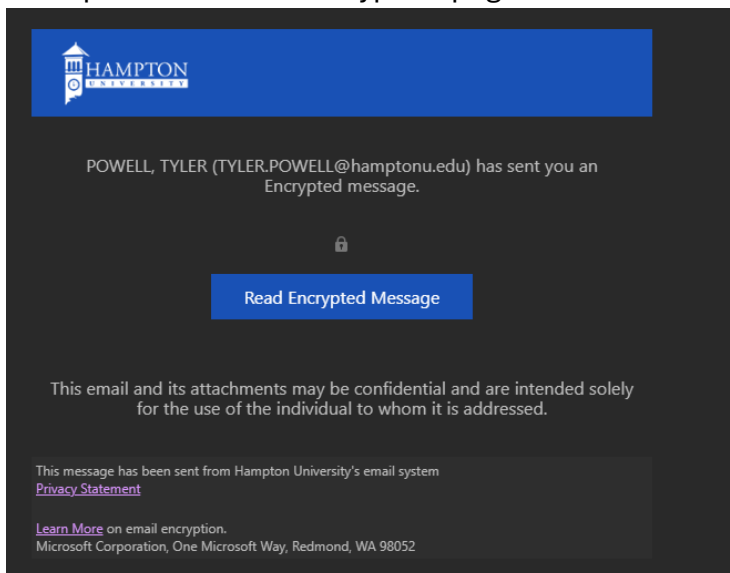 HAMPTON
UNIVERSITY
POWELL, TYLER (TYLER.POWELL@hamptonu.edu) has sent you an
Encrypted message.
Read Encrypted Message
This email and its attachments may be confidential and are intended solely
for the use of the individual to whom it is addressed.
This message has been sent from Hampton University's email system
Privacy Statement
Learn More on email encryption.
Microsoft Corporation, One Microsoft Way, Redmond, WA 98052